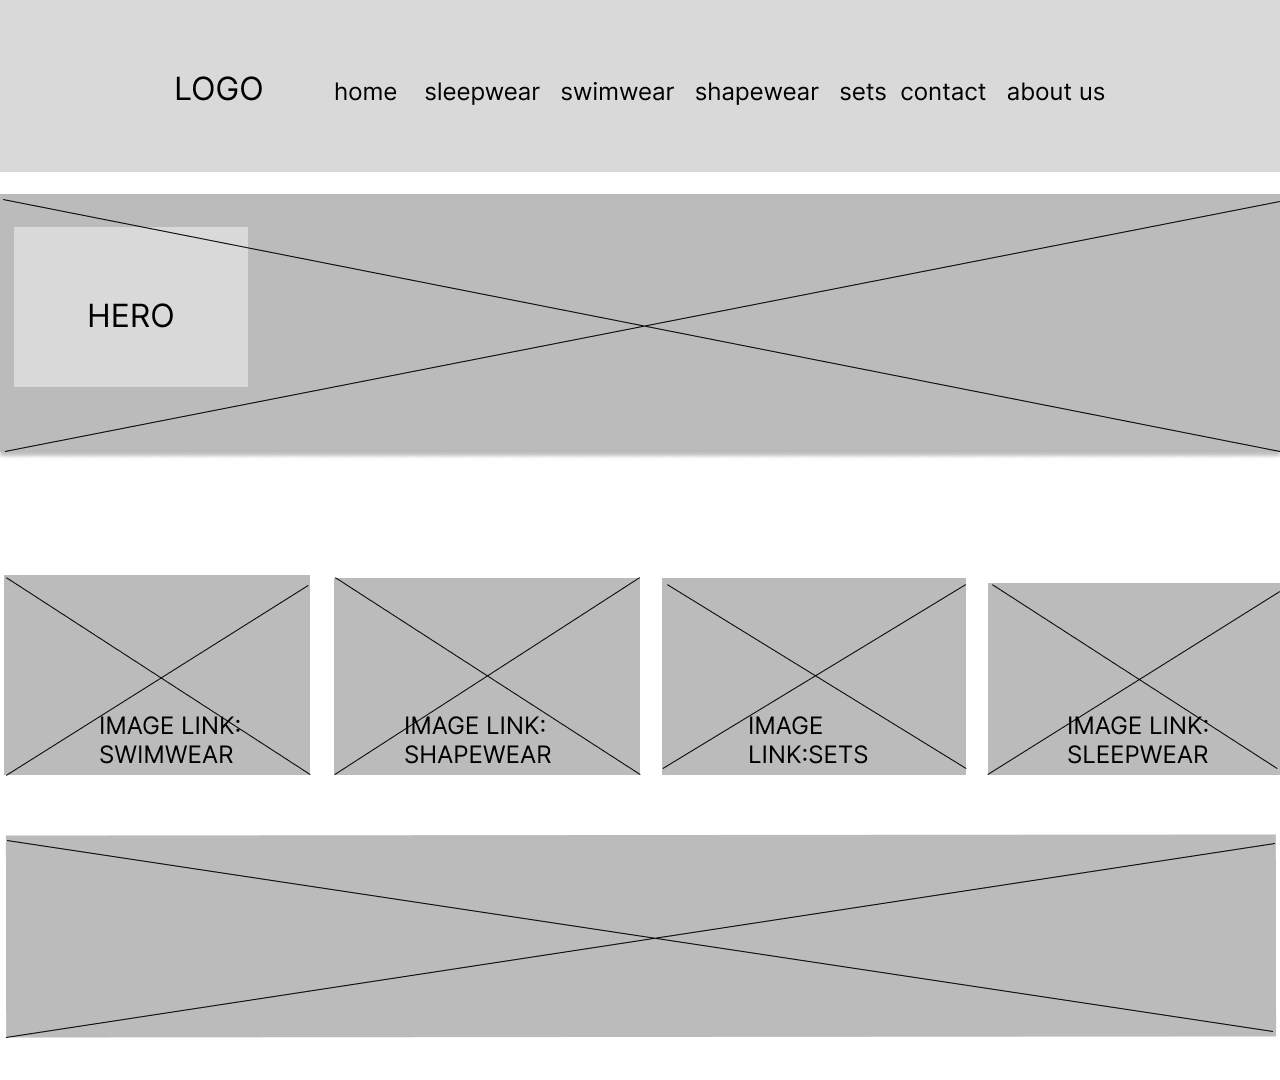 LOGO home sleepwear swimwear shapewear sets contact about us
HERO
IMAGE LINK:
SWIMWEAR
IMAGE LINK:
SHAPEWEAR
IMAGE
LINK:SETS
IMAGE LINK:
SLEEPWEAR